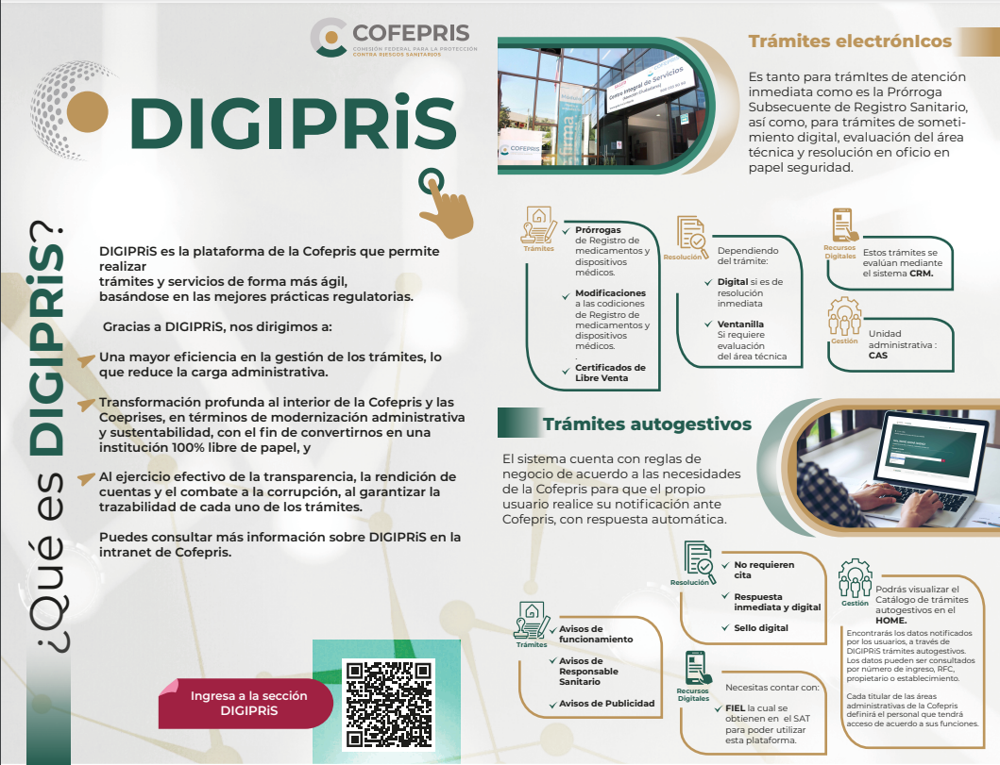 COFEPRIS
COMISIÓN FEDERAL PARA LA PROTECCIÓN
CONTRA RIESGOS SANITARIOS
DIGIPRiS
¿Qué es DIGIPRiS?
DIGIPRiS es la plataforma de la Cofepris que permite
realizar
trámites y servicios de forma más ágil,
basándose en las mejores prácticas regulatorias.
Gracias a DIGIPRiS, nos dirigimos a:
Una mayor eficiencia en la gestión de los trámites, lo
que reduce la carga administrativa.
Transformación profunda al interior de la Cofepris y las
Coeprises, en términos de modernización administrativa
y sustentabilidad, con el fin de convertirnos en una
institución 100% libre de papel, y
Al ejercicio efectivo de la transparencia, la rendición de
cuentas y el combate a la corrupción, al garantizar la
trazabilidad de cada uno de los trámites.
Puedes consultar más información sobre DIGIPRiS en la
intranet de Cofepris.
Ingresa a la sección
DIGIPRiS
Centro Integral de Servicios
COFEPRIS
Trámites electrónIcos
Es tanto para trámItes de atención
inmediata como es la Prórroga
Subsecuente de Registro Sanitario,
así como, para trámites de someti-
miento digital, evaluación del área
técnica y resolución en oficio en
papel seguridad.
Trámites
Prórrogas
de Registro de
medicamentos y
dispositivos
médicos.
Modificaciones
a las codiciones
de Registro de
medicamentos y
dispositivos
médicos.
.
Certificados de
Libre Venta
Resolución
Dependiendo
del trámite:
Digital si es de
resolución
inmediata
Ventanilla
Si requiere
evaluación
del área técnica
Recursos
Digitales
Estos trámites se
evalúan mediante
el sistema CRM.
Gestión
Unidad
administrativa :
CAS
Trámites autogestivos
El sistema cuenta con reglas de
negocio de acuerdo a las necesidades
de la Cofepris para que el propio
usuario realice su notificación ante
Cofepris, con respuesta automática.
Trámites
Avisos de
funcionamiento
Avisos de
Responsable
Sanitario
Avisos de Publicidad
Resolución
No requieren
cita
Respuesta
inmediata y digital
Sello digital
Recursos
Digitales
Necesitas contar con:
FIEL la cual se
obtienen en el SAT
para poder utilizar
esta plataforma.
Gestión
Podrás visualizar el
Catálogo de trámites
autogestivos en el
HOME.
Encontrarás los datos notificados
por los usuarios, a través de
DIGIPRiS trámites autogestivos.
Los datos pueden ser consultados
por número de ingreso, RFC,
propietario o establecimiento.
Cada titular de las áreas
administrativas de la Cofepris
definirá el personal que tendrá
acceso de acuerdo a sus funciones.